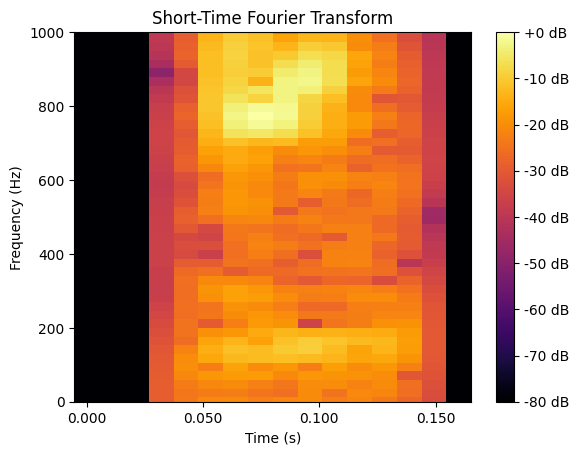 Short-Time Fourier Transform
1000
800
600
400
200
0
Frequency (Hz)
0.000
0.050
0.100
0.150
Time (s)
+0 dB
-10 dB
-20 dB
-30 dB
-40 dB
-50 dB
-60 dB
-70 dB
-80 dB